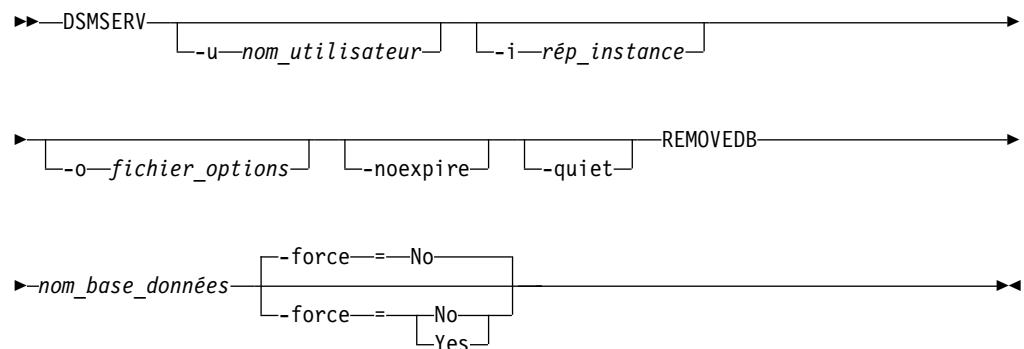 DSMSERV
-u nom_utilisateur -i rép_instance
-o fichier_options -noexpire -quiet REMOVEDB
-force = No
nom_base_données
-force = No
Yes